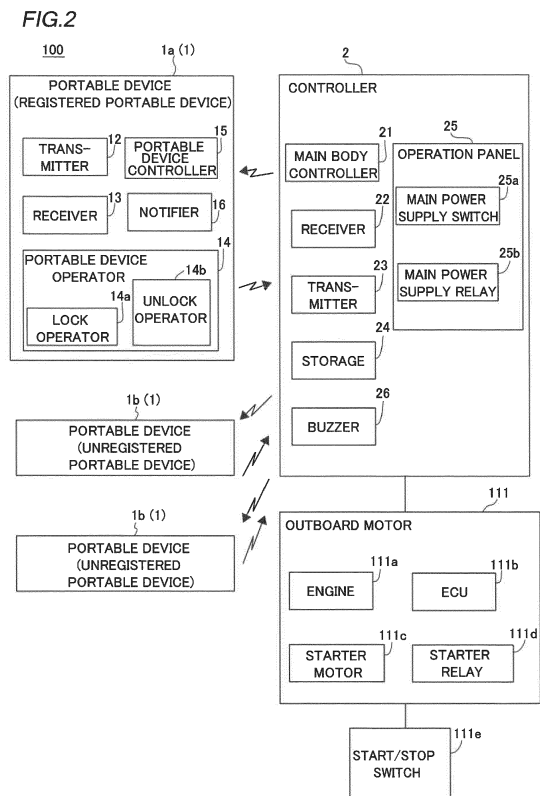 FIG.2
100
1a (1)
PORTABLE DEVICE
(REGISTERED PORTABLE DEVICE)
12
TRANS-
MITTER
15
PORTABLE
DEVICE
CONTROLLER
13
RECEIVER
NOTIFIER
16
14
PORTABLE DEVICE
OPERATOR
14b
UNLOCK
OPERATOR
14a
LOCK
OPERATOR
1b (1)
PORTABLE DEVICE
(UNREGISTERED
PORTABLE DEVICE)
1b (1)
PORTABLE DEVICE
(UNREGISTERED
PORTABLE DEVICE)
2
CONTROLLER
21
MAIN BODY
CONTROLLER
22
RECEIVER
23
TRANS-
MITTER
24
STORAGE
26
BUZZER
25
OPERATION PANEL
25a
MAIN POWER
SUPPLY SWITCH
25b
MAIN POWER
SUPPLY RELAY
111
OUTBOARD MOTOR
111a
ENGINE
111b
ECU
111c
STARTER
MOTOR
111d
STARTER
RELAY
111e
START/STOP
SWITCH